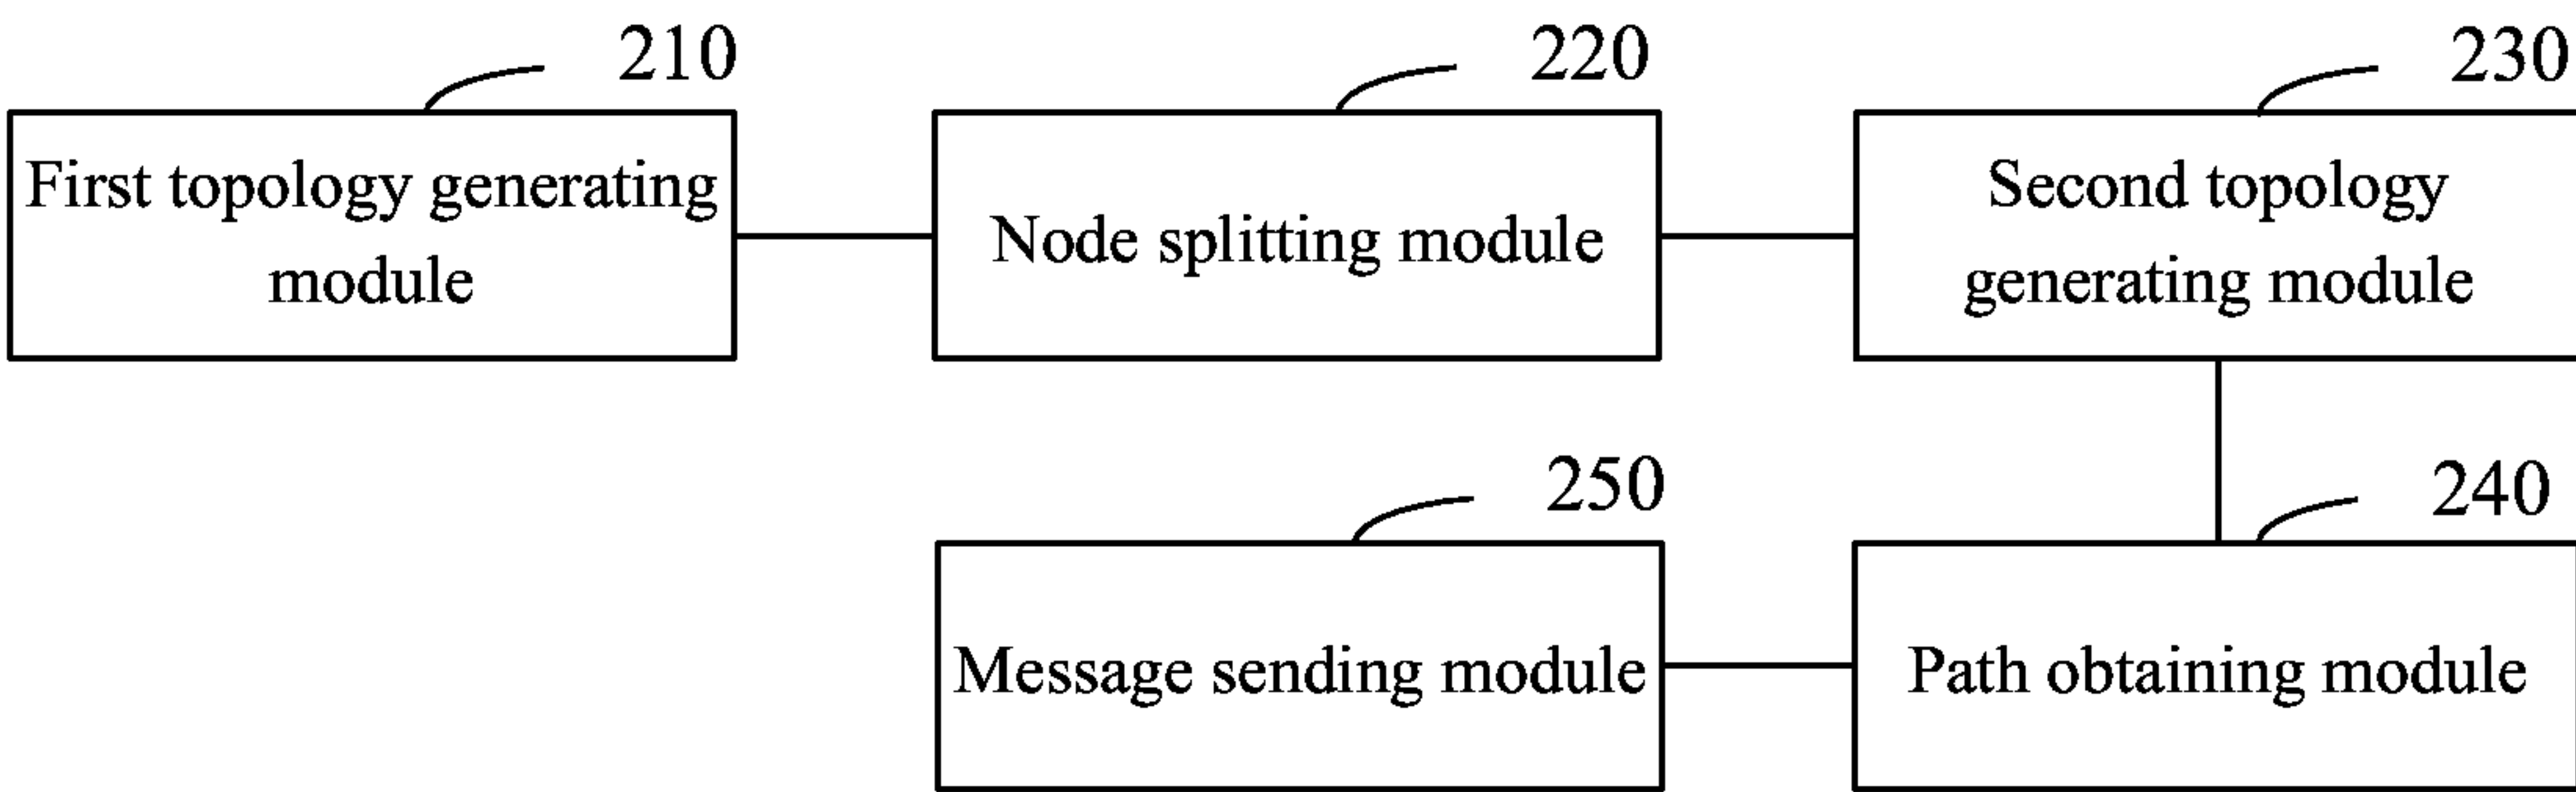 210
220
230
First topology generating
module
Node splitting module
Second topology
generating module
250
240
Message sending module
Path obtaining module